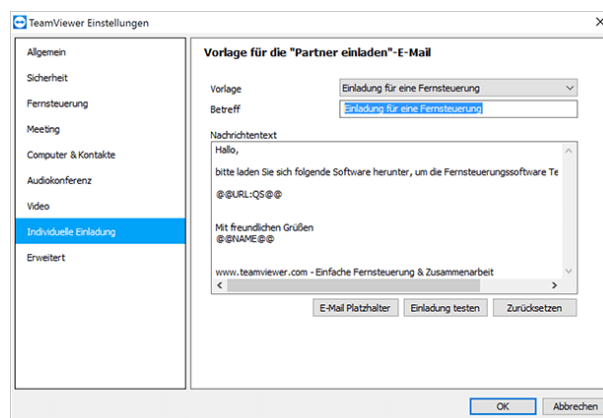 TeamViewer Einstellungen
Allgemein
Sicherheit
Fernsteuerung
Meeting
Computer & Kontakte
Audiokonferenz
Video
Individuelle Einladung
Erweitert
Vorlage für die "Partner einladen"-E-Mail
Vorlage
Einladung für eine Fernsteuerung
Betreff
Einladung für eine Fernsteuerung
Nachrichtentext
Hallo,
bitte laden Sie sich folgende Software herunter, um die Fernsteuerungssoftware Te
@@URL:QS@@
Mit freundlichen Grüßen
@@NAME@@
www.teamviewer.com - Einfache Fernsteuerung & Zusammenarbeit
E-Mail Platzhalter
Einladung testen
Zurücksetzen
OK
Abbrechen